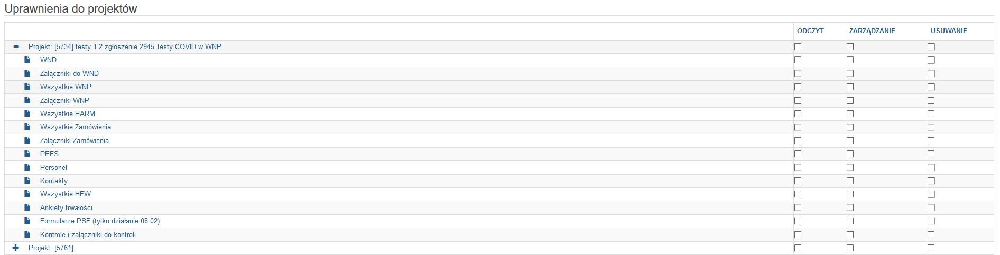 Uprawnienia do projektów
ODCZYT ZARZĄDZANIE USUWANIE
Projekt: [5734] testy 1.2 zgłoszenie 2945 Testy COVID w WNP
WND
Załączniki do WND
Wszystkie WNP
Załączniki WNP
Wszystkie HARM
Wszystkie Zamówienia
Załączniki Zamówienia
PEFS
Personel
Kontakty
Wszystkie HFW
Ankiety trwałości
Formularze PSF (tylko działanie 08.02)
Kontrole i załączniki do kontroli
Projekt: [5761]